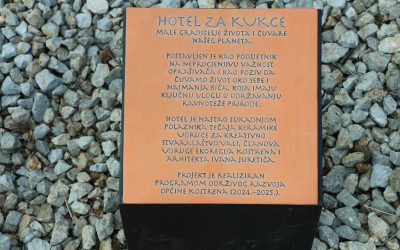 HOTEL ZA KUKCE
MALE GRADITELJE ŽIVOTA I ČUVARE
NAŠEG PLANETA.
POSTAVLJEN JE KAO PODSJETNIK
NA NEPROCJENJIVU VAŽNOST
OPRAŠIVAČA I KAO POZIV DA
ČUVAMO ŽIVOT OKO SEBE I
NAJMANJA BIĆA, KOJA IMAJU
KLJUČNU ULOGU U ODRŽAVANJU
RAVNOTEŽE PRIRODE.
HOTEL JE NASTAO SURADNJOM
POLAZNIKA TEČAJA KERAMIKE
UDRUGE ZA KREATIVNO
STVARALAŠTVO VALI, ČLANOVA
UDRUGE EKORECIJA KOSTRENA I
ARHITEKTA IVANA JURETIĆA.
PROJEKT JE REALIZIRAN
PROGRAMOM ODRŽIVOG RAZVOJA
OPĆINE KOSTRENA (2024.-2025.).